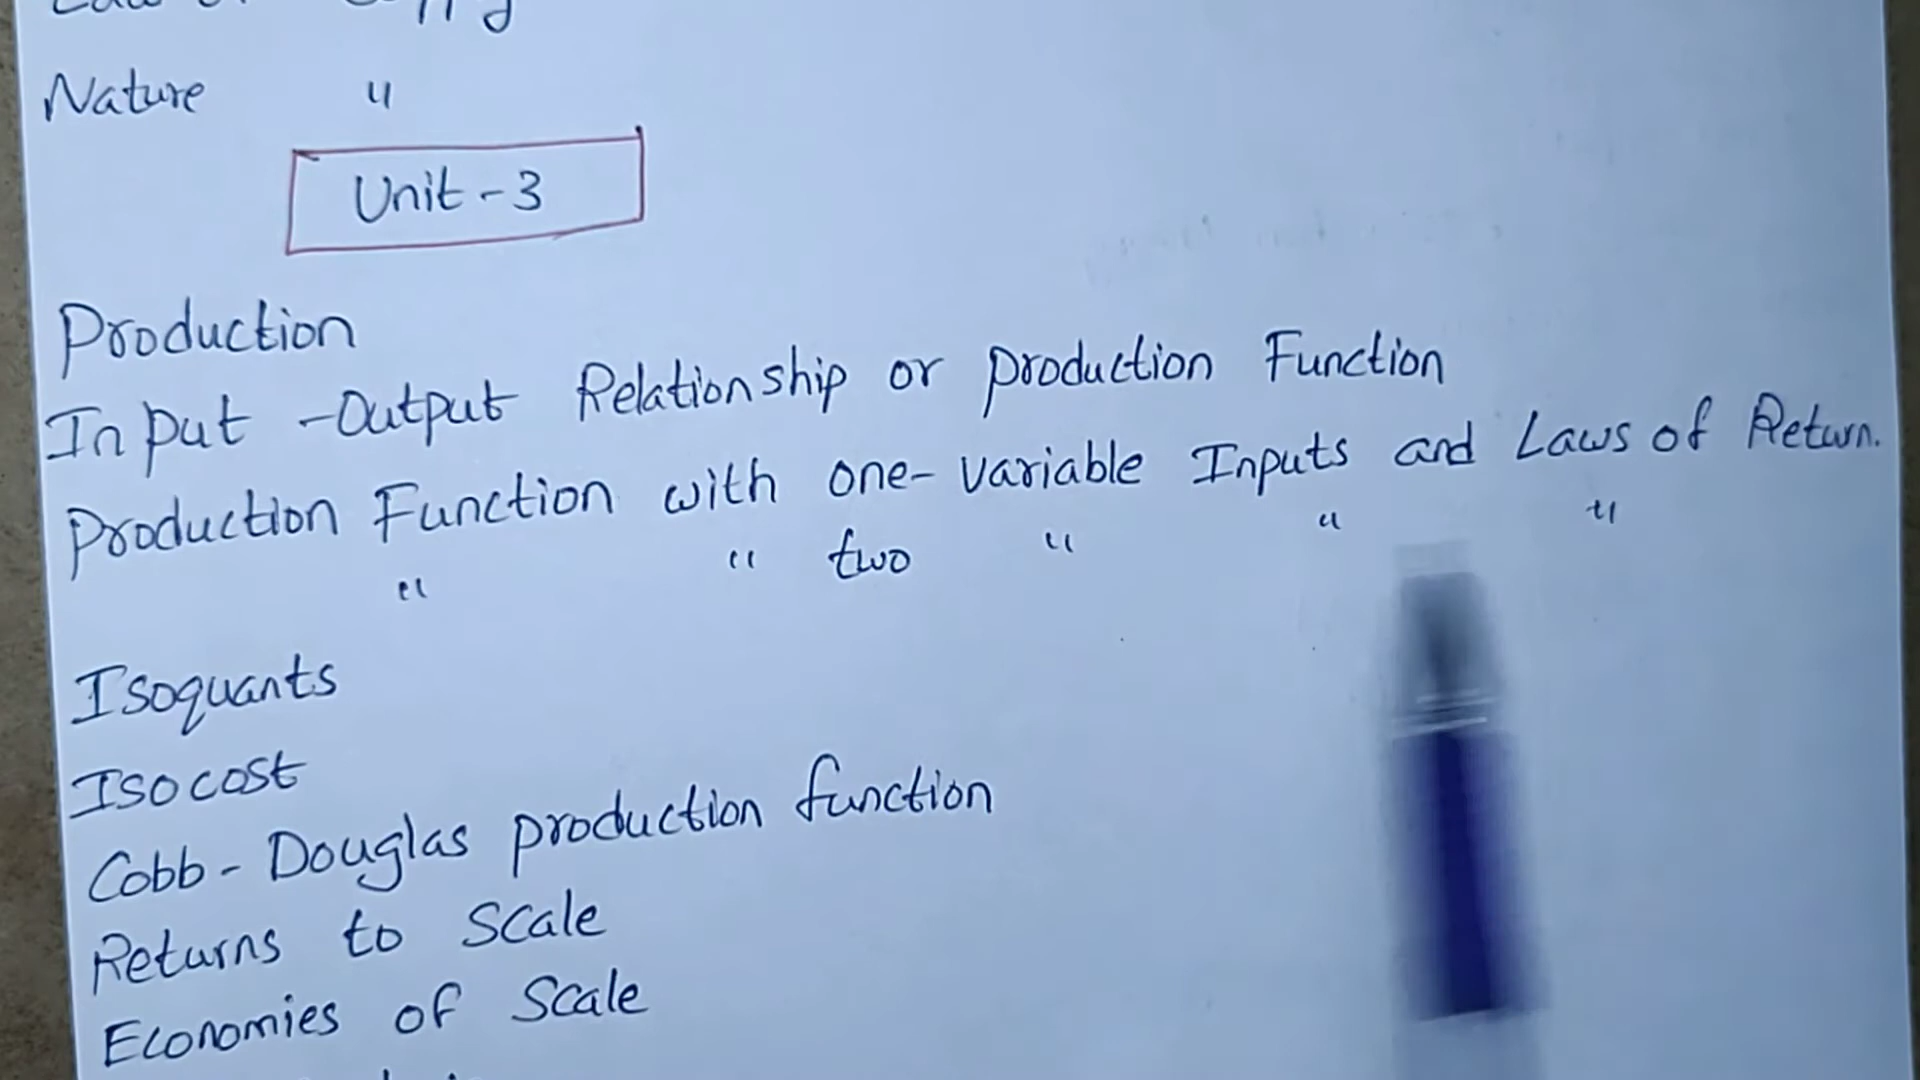 Nature "
Unit-3
Production
Input-Output Relationship or production Function
Production Function with one-variable Inputs and Laws of Return.
" " two " " "
Isoquants
Isocost
Cobb-Douglas production function
Returns to Scale
Economies of Scale